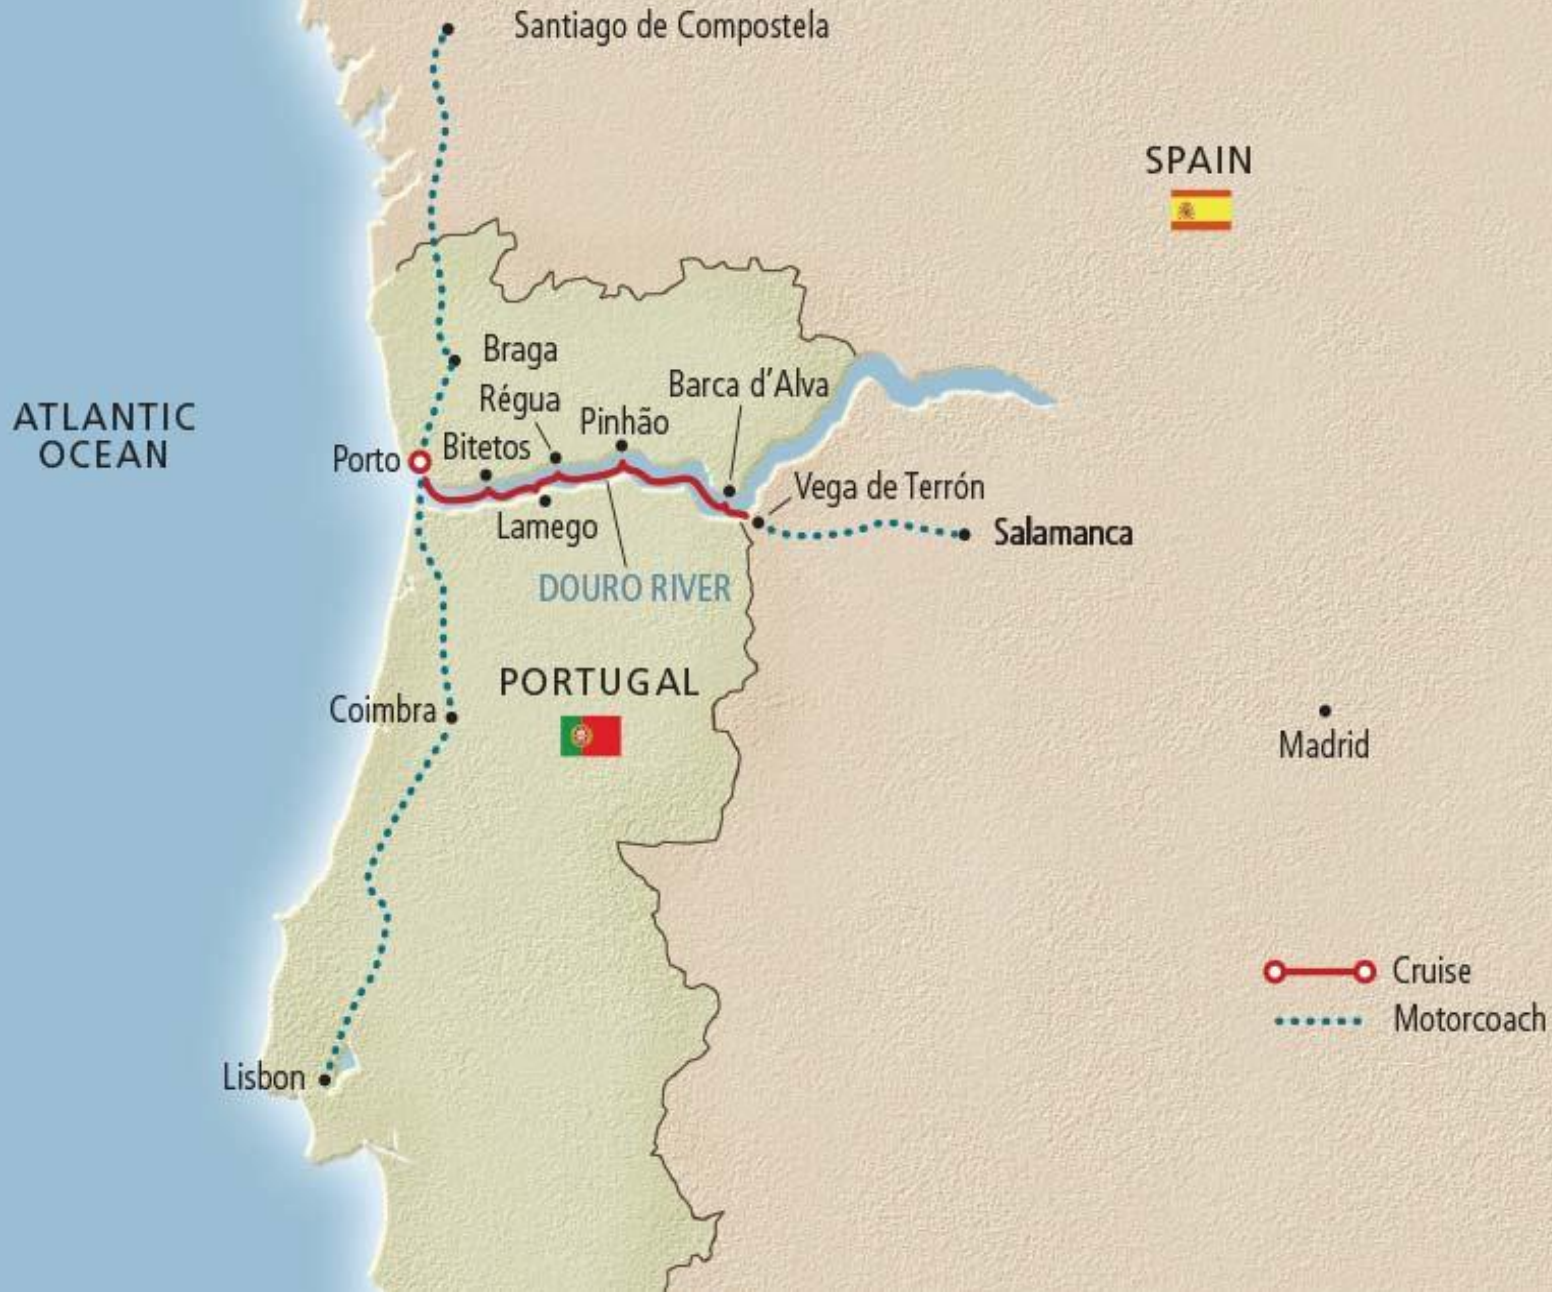 Santiago de Compostela
SPAIN
Braga
Barca d'Alva
Régua
Pinhão
ATLANTIC
OCEAN
Bitetos
Porto
Vega de Terrón
Lamego
Salamanca
DOURO RIVER
PORTUGAL
Coimbra
Madrid
Cruise
Motorcoach
Lisbon